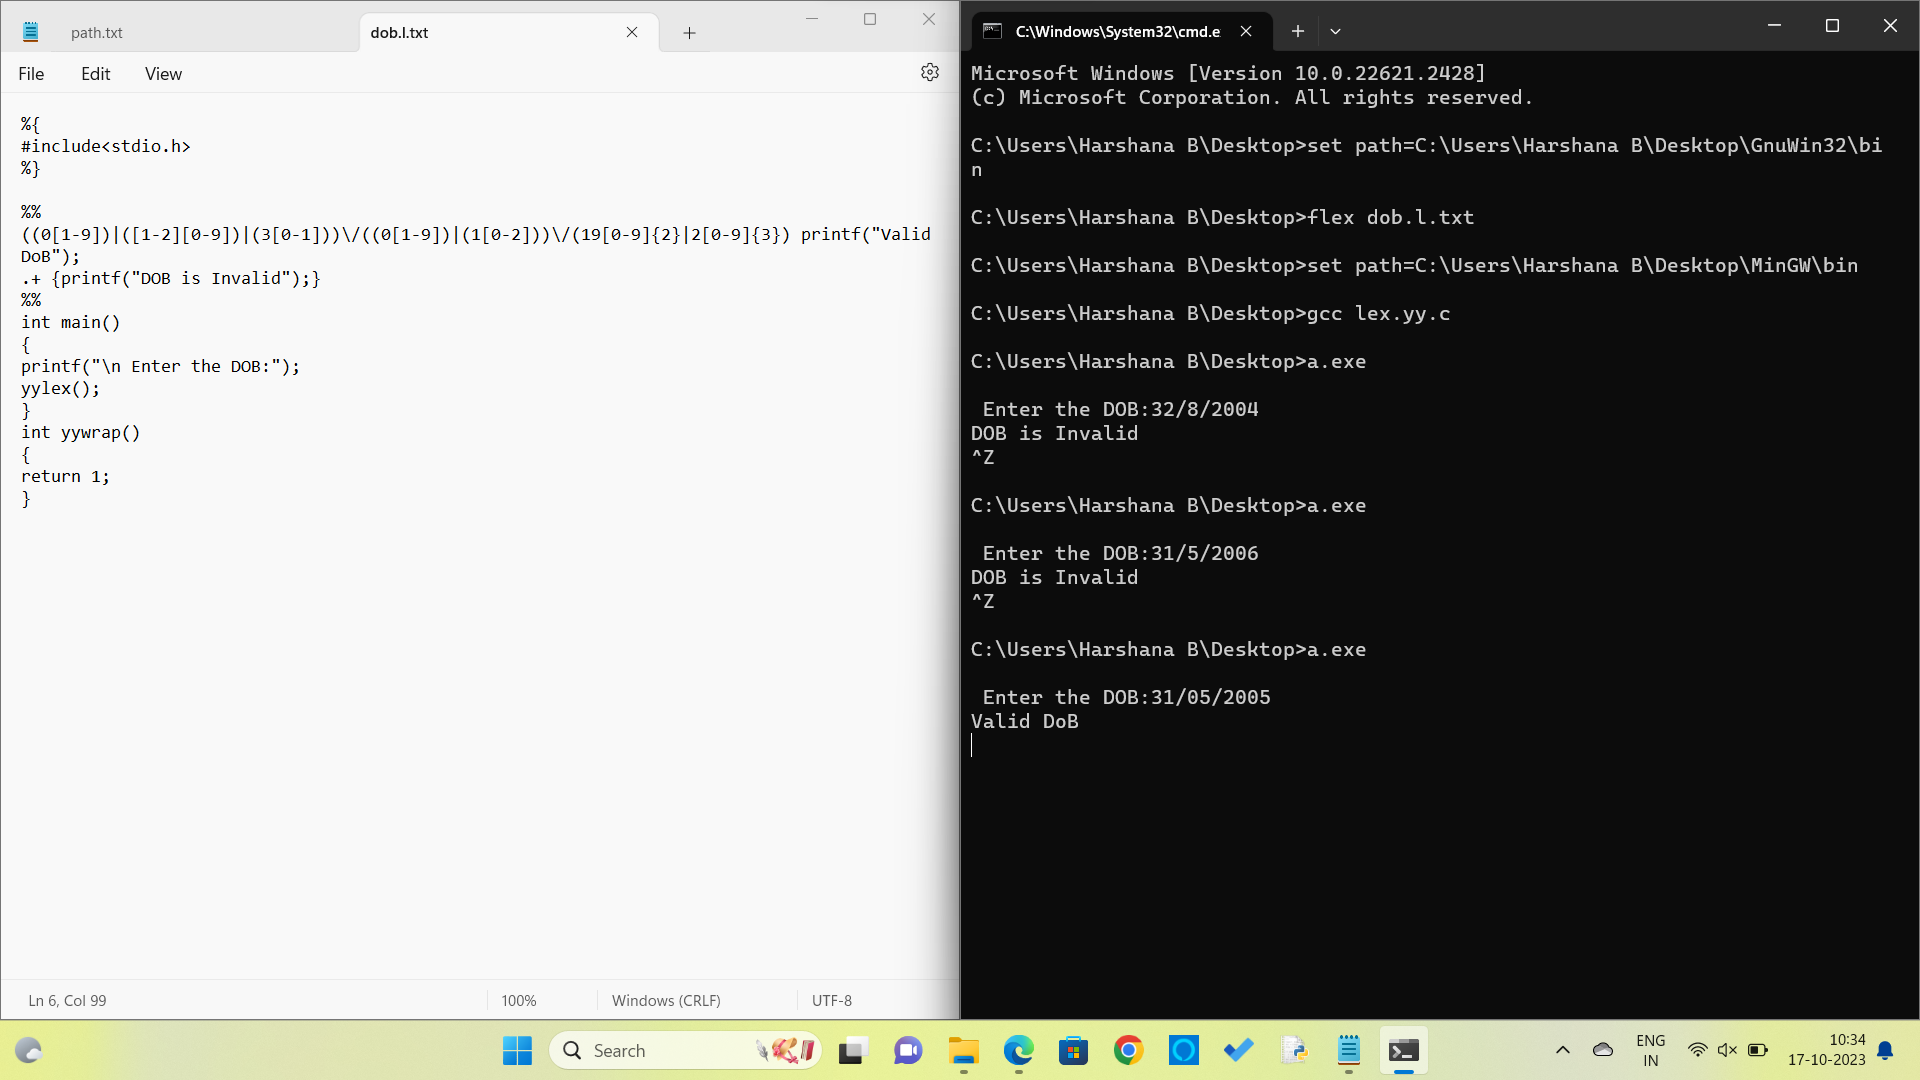 path.txt
dob.l.txt
File Edit View
%{
#include<stdio.h>
%}
%%
((0[1-9])|([1-2][0-9])|(3[0-1]))\/((0[1-9])|(1[0-2]))\/(19[0-9]{2}|2[0-9]{3}) printf("Valid
DoB");
.+ {printf("DOB is Invalid");}
%%
int main()
{
printf("\n Enter the DOB:");
yylex();
}
int yywrap()
{
return 1;
}
Ln 6, Col 99
100%
Windows (CRLF)
UTF-8
C:\Windows\System32\cmd.e
Microsoft Windows [Version 10.0.22621.2428]
(c) Microsoft Corporation. All rights reserved.
C:\Users\Harshana B\Desktop>set path=C:\Users\Harshana B\Desktop\GnuWin32\bi
n
C:\Users\Harshana B\Desktop>flex dob.l.txt
C:\Users\Harshana B\Desktop>set path=C:\Users\Harshana B\Desktop\MinGW\bin
C:\Users\Harshana B\Desktop>gcc lex.yy.c
C:\Users\Harshana B\Desktop>a.exe
Enter the DOB:32/8/2004
DOB is Invalid
^Z
C:\Users\Harshana B\Desktop>a.exe
Enter the DOB:31/5/2006
DOB is Invalid
^Z
C:\Users\Harshana B\Desktop>a.exe
Enter the DOB:31/05/2005
Valid DoB
Search
ENG
IN
10:34
17-10-2023